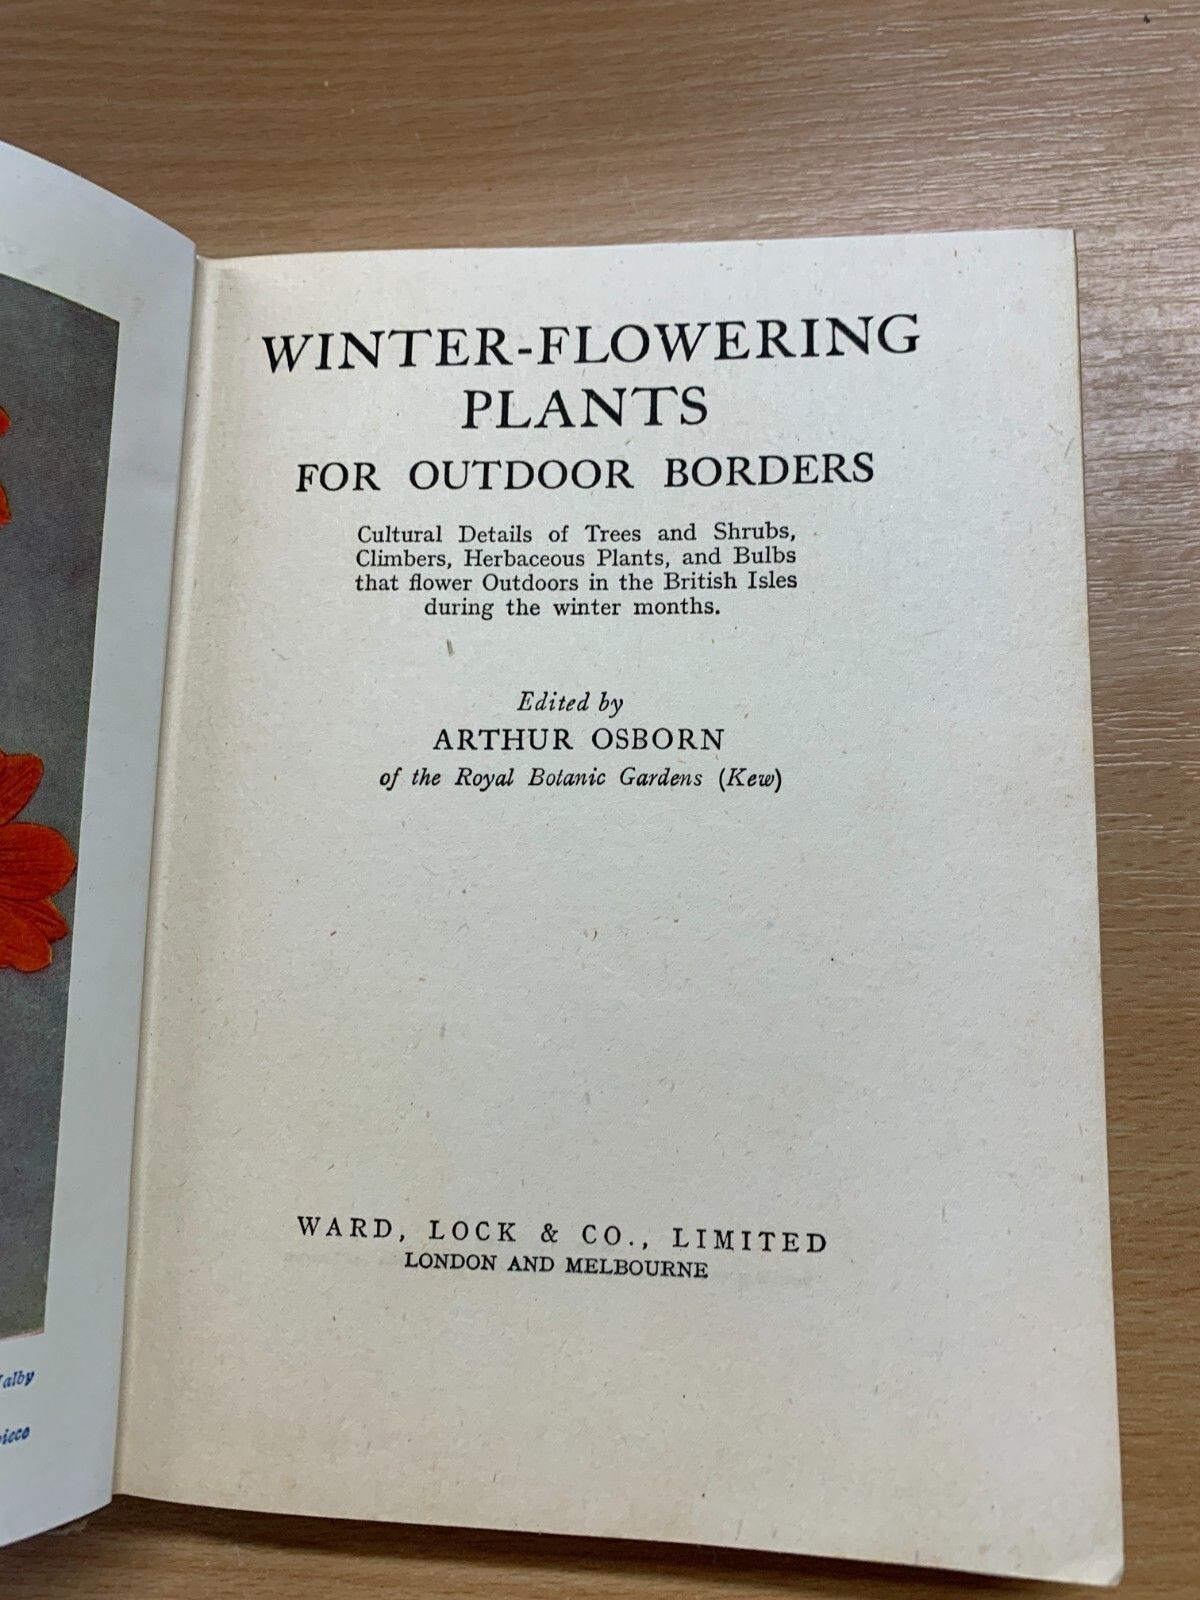 WINTER-FLOWERING
PLANTS
FOR OUTDOOR BORDERS
Cultural Details of Trees and Shrubs,
Climbers, Herbaceous Plants, and Bulbs
that flower Outdoors in the British Isles
during the winter months.
Edited by
ARTHUR OSBORN
of the Royal Botanic Gardens (Kew)
WARD, LOCK & CO., LIMITED
LONDON AND MELBOURNE